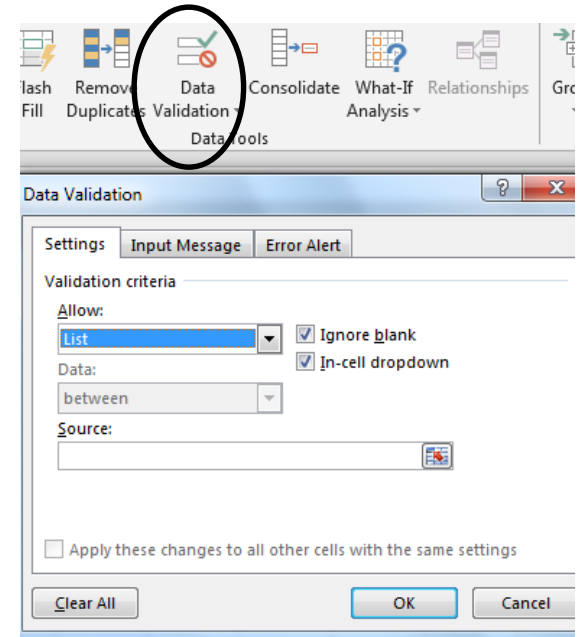 lash Remove Data Consolidate What-If Relationships Gro
Fill Duplicates Validation Analysis
Data Tools
Data Validation
Settings Input Message Error Alert
Validation criteria
Allow:
List Ignore blank
Data: In-cell dropdown
between
Source:
Apply these changes to all other cells with the same settings
Clear All OK Cancel